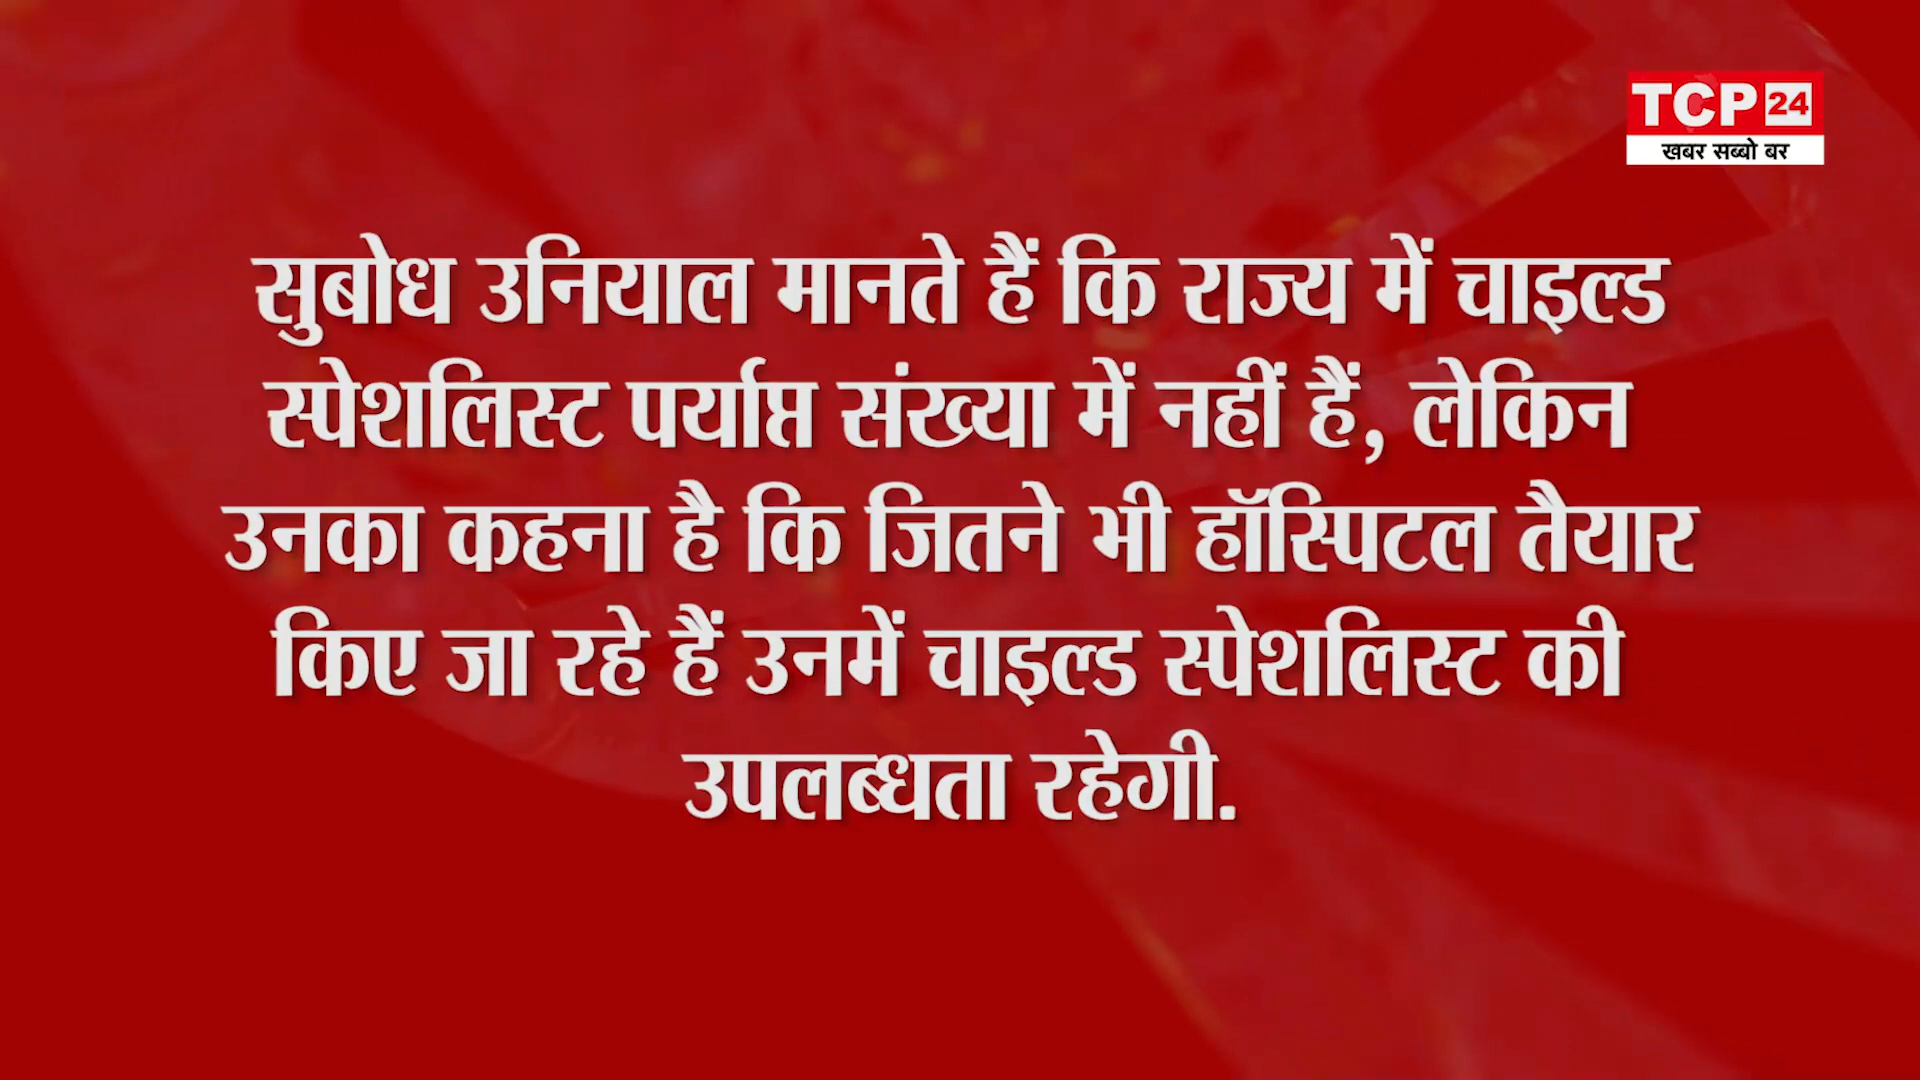 TCP 24
खबर सब्बो बर
सुबोध उनियाल मानते हैं कि राज्य में चाइल्ड
स्पेशलिस्ट पर्याप्त संख्या में नहीं हैं, लेकिन
उनका कहना है कि जितने भी हॉस्पिटल तैयार
किए जा रहे हैं उनमें चाइल्ड स्पेशलिस्ट की
उपलब्धता रहेगी.